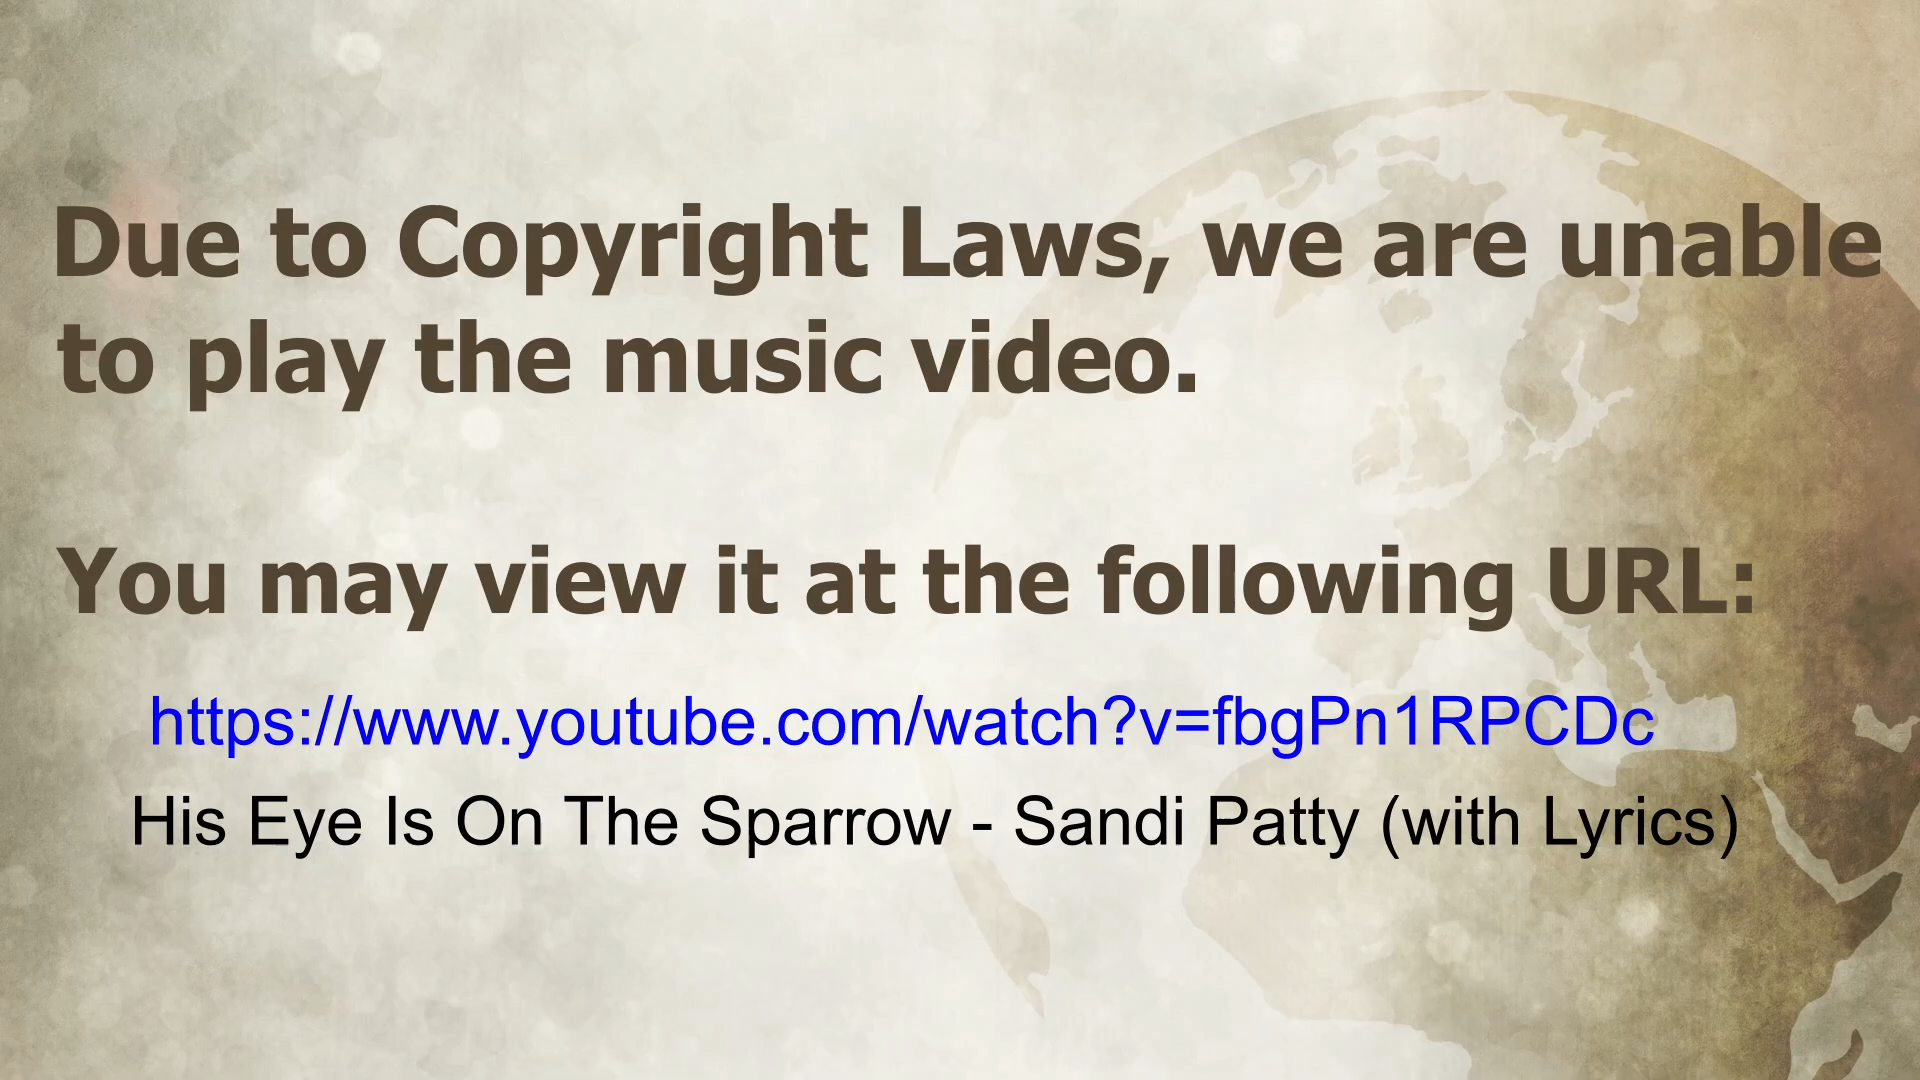 Due to Copyright Laws, we are unable
to play the music video.
You may view it at the following URL:
https://www.youtube.com/watch?v=fbgPn1RPCDc
His Eye Is On The Sparrow - Sandi Patty (with Lyrics)